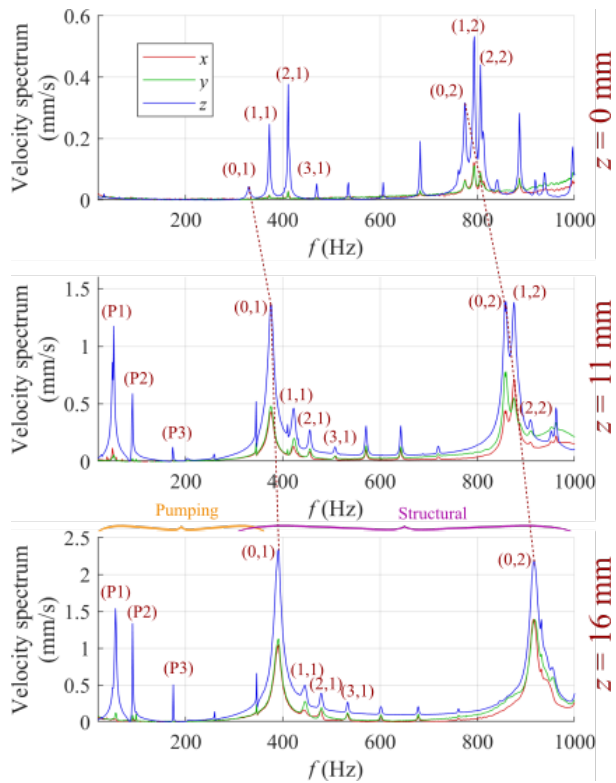 (1,2)
0.6
x
y
z
(2,1)
(2,2)
0.4
(0,2)
(1,1)
0.2
(0,1)
(3,1)
0
200
400
600
800
1000
f (Hz)
Velocity spectrum
(mm/s)
z = 0 mm
1.5
(P1)
(0,1)
(0,2)
(1,2)
1
(P2)
(1,1)
0.5
(2,1)
(2,2)
(P3)
(3,1)
0
200
400
600
800
1000
f (Hz)
Velocity spectrum
(mm/s)
z = 11 mm
Pumping
Structural
2.5
(0,1)
(0,2)
2
(P1)
(P2)
1.5
1
(P3)
(1,1)
0.5
(2,1)
(3,1)
0
200
400
600
800
1000
f (Hz)
Velocity spectrum
(mm/s)
z = 16 mm